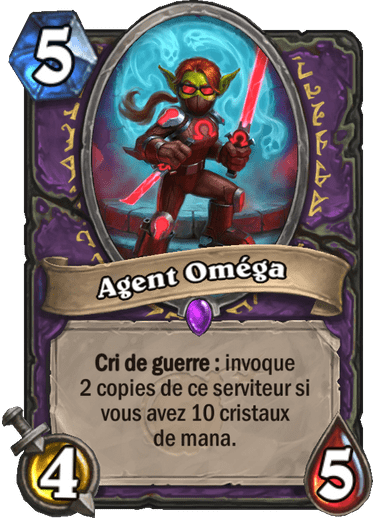 5
Agent Oméga
Cri de guerre : invoque
2 copies de ce serviteur si
vous avez 10 cristaux
de mana.
4
5